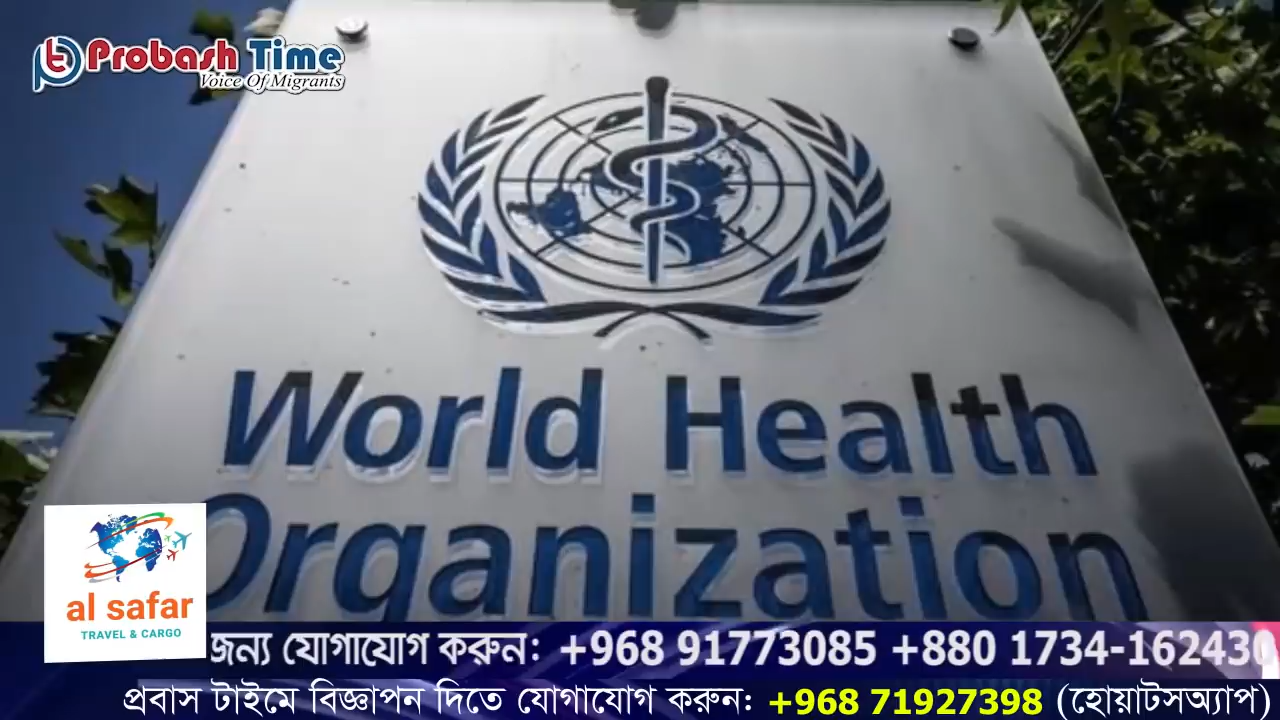 Probash Time
Voice Of Migrants
World Health
Organization
al safar
TRAVEL & CARGO
জন্য যোগাযোগ করুন: +968 91773085 +880 1734-162430
প্রবাস টাইমে বিজ্ঞাপন দিতে যোগাযোগ করুন: +968 71927398 (হোয়াটসঅ্যাপ)